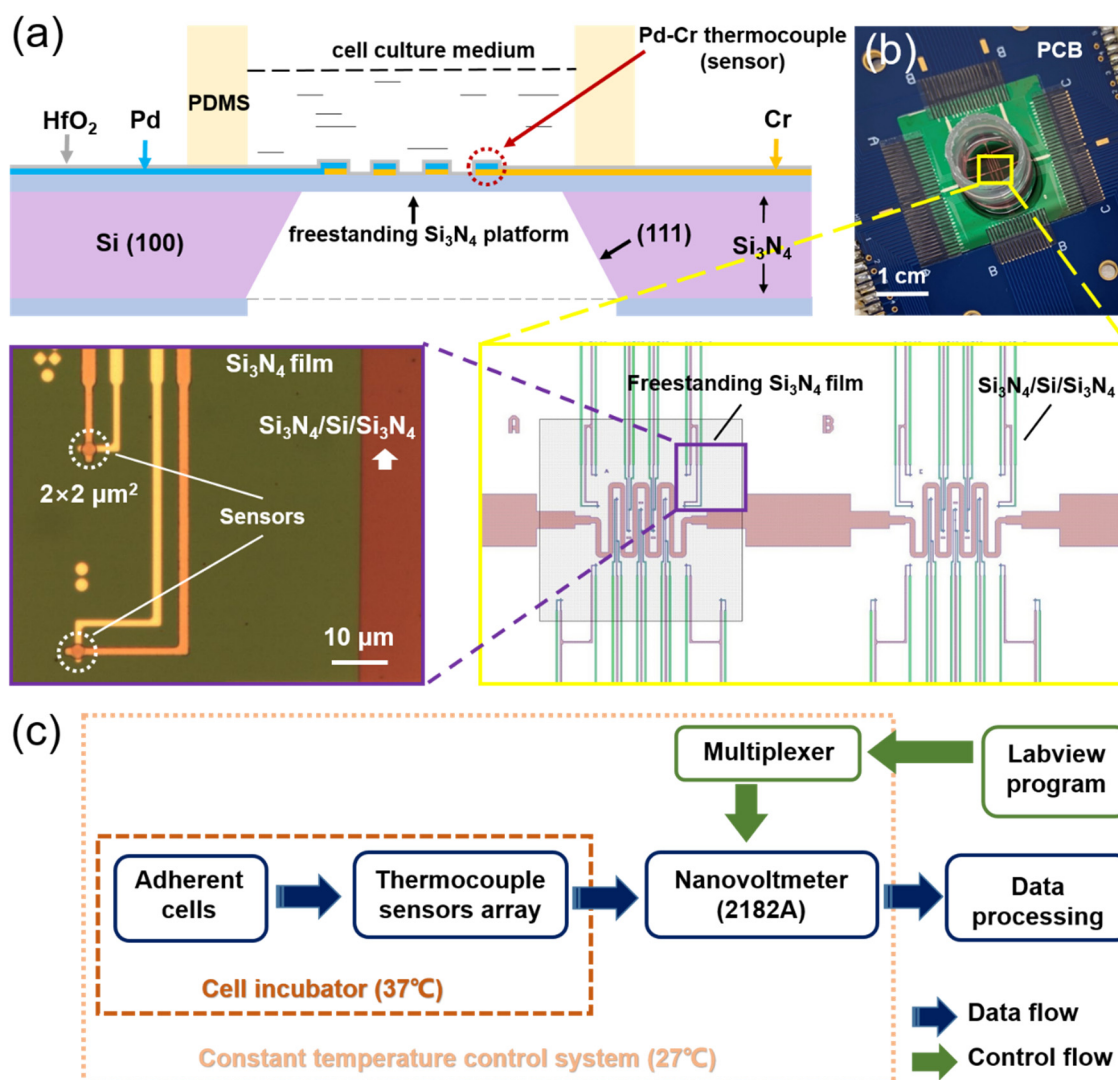 (a)
cell culture medium
Pd-Cr thermocouple
(sensor)
PDMS
HfO₂
Pd
Cr
Si (100)
freestanding Si₃N₄ platform
(111)
Si₃N₄
(b)
PCB
A
B
B
C
C
B
B
1 cm
Si₃N₄ film
Si₃N₄/Si/Si₃N₄
2×2 μm²
Sensors
10 μm
Freestanding Si₃N₄ film
Si₃N₄/Si/Si₃N₄
A
B
(c)
Multiplexer
Labview
program
Adherent
cells
Thermocouple
sensors array
Nanovoltmeter
(2182A)
Data
processing
Cell incubator (37℃)
Constant temperature control system (27℃)
Data flow
Control flow